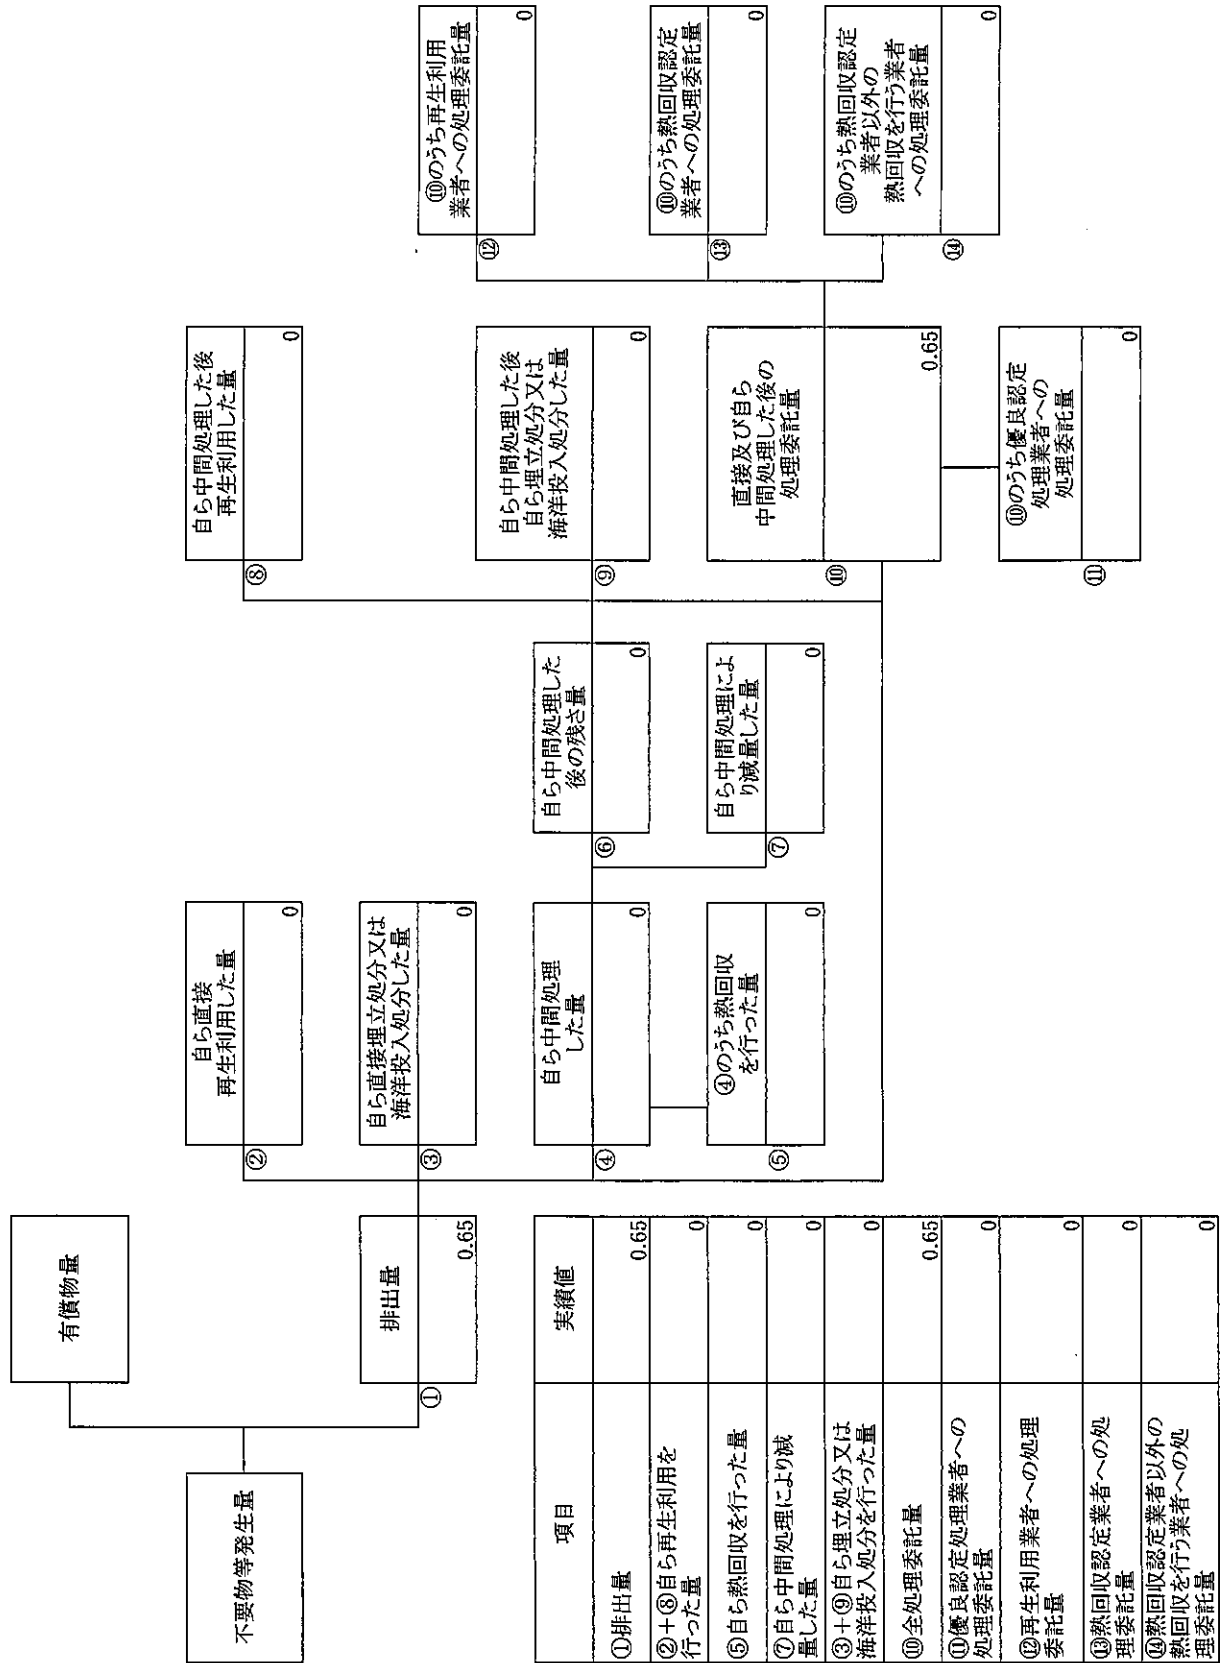 不要物等発生量
有償物量
①
排出量
0.65
②
自ら直接
再生利用した量
0
③
自ら直接埋立処分又は
海洋投入処分した量
0
④
自ら中間処理
した量
0
⑤
④のうち熱回収
を行った量
0
⑥
自ら中間処理した
後の残さ量
0
⑦
自ら中間処理によ
り減量した量
0
⑧
自ら中間処理した後
再生利用した量
0
⑨
自ら中間処理した後
自ら埋立処分又は
海洋投入処分した量
0
⑩
直接及び自ら
中間処理した後の
処理委託量
0.65
⑪
⑩のうち優良認定
処理業者への
処理委託量
0
⑫
⑩のうち再生利用
業者への処理委託量
0
⑬
⑩のうち熱回収認定
業者への処理委託量
0
⑭
⑩のうち熱回収認定
業者以外の
熱回収を行う業者
への処理委託量
0
項目 実績値
①排出量 0.65
②+⑧自ら再生利用を
行った量 0
⑤自ら熱回収を行った量 0
⑦自ら中間処理により減
量した量 0
③+⑨自ら埋立処分又は
海洋投入処分を行った量 0
⑩全処理委託量 0.65
⑪優良認定処理業者への
処理委託量 0
⑫再生利用業者への処理
委託量 0
⑬熱回収認定業者への処
理委託量 0
⑭熱回収認定業者以外の
熱回収を行う業者への処
理委託量 0